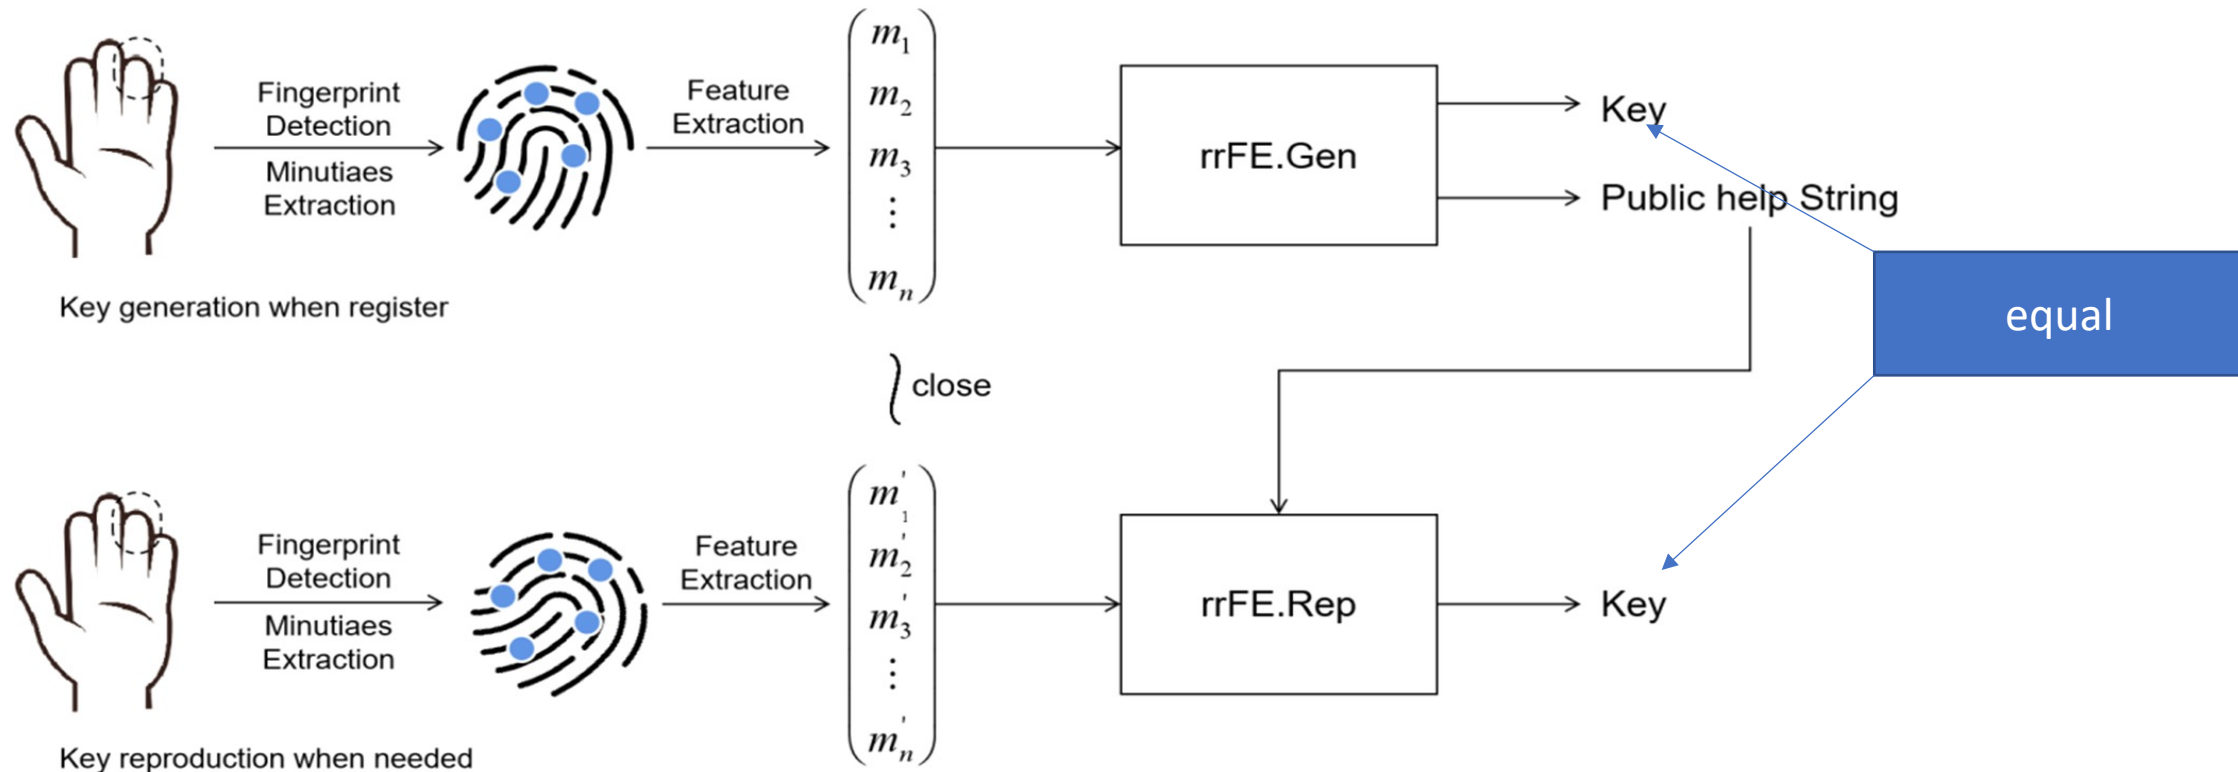 Fingerprint
Detection
Minutiaes
Extraction
Feature
Extraction
m1
m2
m3
⋮
mn
rrFE.Gen
Key
Public help String
Key generation when register
equal
close
Fingerprint
Detection
Minutiaes
Extraction
Feature
Extraction
m'1
m'2
m'3
⋮
m'n
rrFE.Rep
Key
Key reproduction when needed